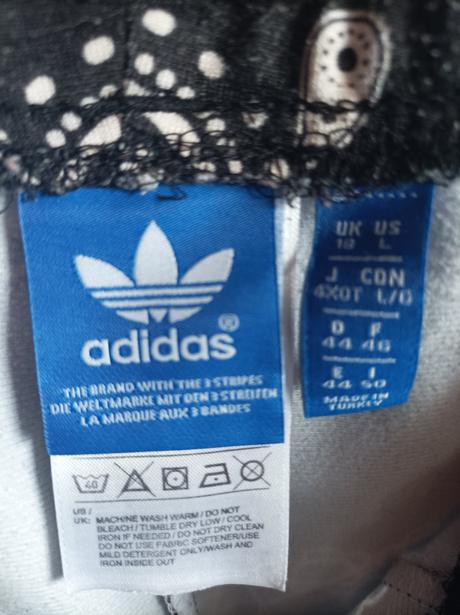 adidas®
THE BRAND WITH THE 3 STRIPES
DIE WELTMARKE MIT DEN 3 STREIFEN
LA MARQUE AUX 3 BANDES
40
US /
UK: MACHINE WASH WARM / DO NOT
BLEACH / TUMBLE DRY LOW / COOL
IRON IF NEEDED / DO NOT DRY CLEAN
DO NOT USE FABRIC SOFTENER/USE
MILD DETERGENT ONLY/WASH AND
IRON INSIDE OUT
UK US
L
J CDN
4XOT L/G
D F
44 46
E I
44 50
MADE IN
TURKEY